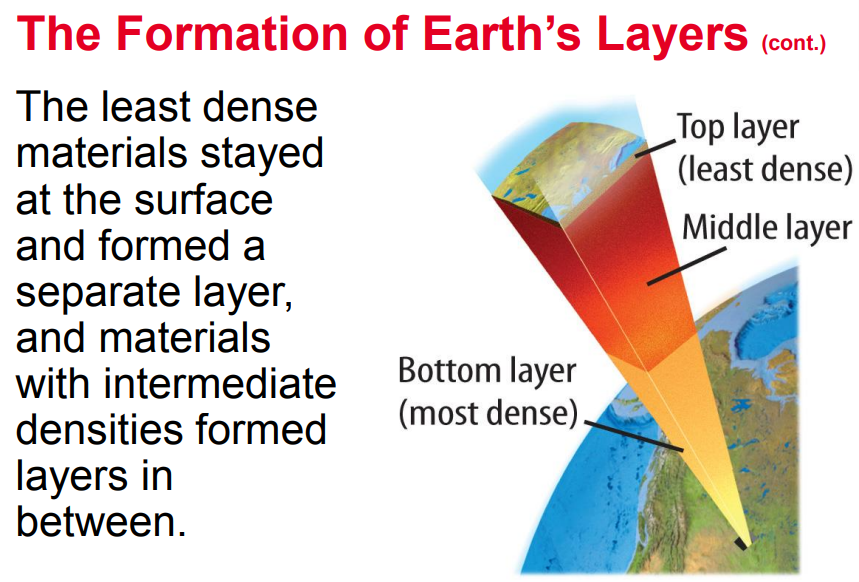 The Formation of Earth’s Layers (cont.)
The least dense
materials stayed
at the surface
and formed a
separate layer,
and materials
with intermediate
densities formed
layers in
between.
Top layer
(least dense)
Middle layer
Bottom layer
(most dense)